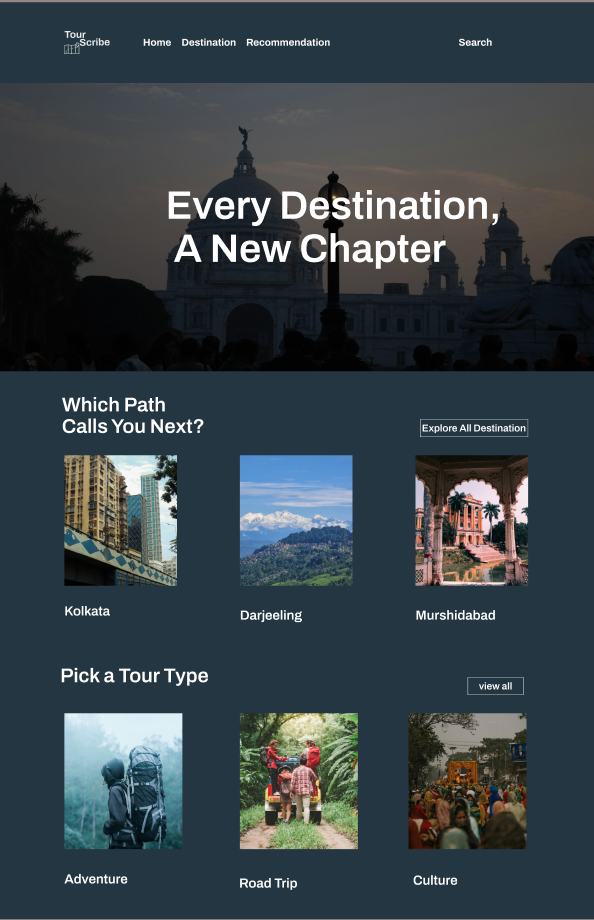 Tour
Scribe
Home Destination Recommendation Search
Every Destination,
A New Chapter
Which Path
Calls You Next?
Explore All Destination
Kolkata
Darjeeling
Murshidabad
Pick a Tour Type
view all
Adventure
Road Trip
Culture